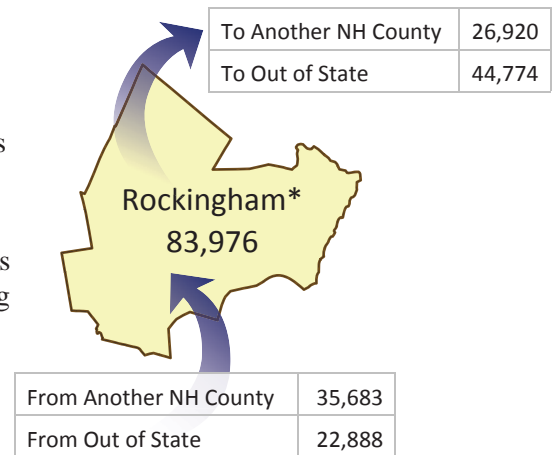 To Another NH County 26,920
To Out of State 44,774
s
Rockingham*
83,976
s
g
From Another NH County 35,683
From Out of State 22,888